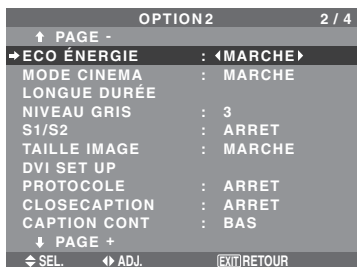 OPTION2 2 / 4
⬆ PAGE -
➡ECO ÉNERGIE : ◀MARCHE▶
MODE CINEMA : MARCHE
LONGUE DURÉE
NIVEAU GRIS : 3
S1/S2 : ARRET
TAILLE IMAGE : MARCHE
DVI SET UP
PROTOCOLE : ARRET
CLOSECAPTION : ARRET
CAPTION CONT : BAS
⬇ PAGE +
◆ SEL. ◀▶ ADJ. EXIT RETOUR